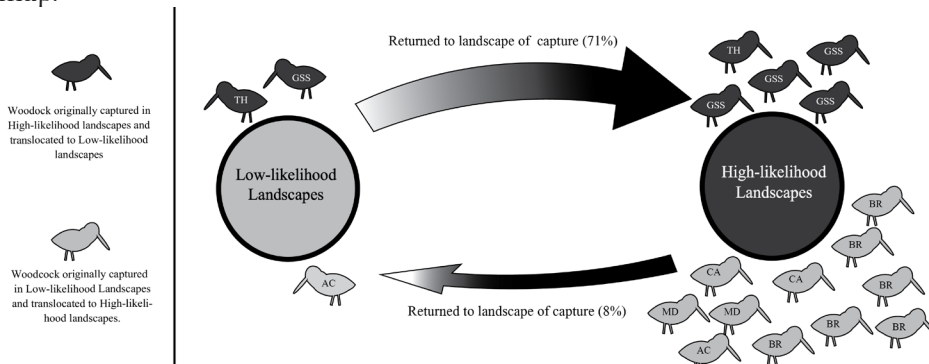 Woodock originally captured in
High-likelihood landscapes and
translocated to Low-likelihood
landscapes
Woodcock originally captured
in Low-likelihood Landscapes
and translocated to High-likeli-
hood landscapes.
Returned to landscape of capture (71%)
TH
GSS
Low-likelihood
Landscapes
AC
Returned to landscape of capture (8%)
TH
GSS
GSS
GSS
GSS
High-likelihood
Landscapes
BR
BR
CA
CA
BR
MD
MD
BR
BR
AC
BR